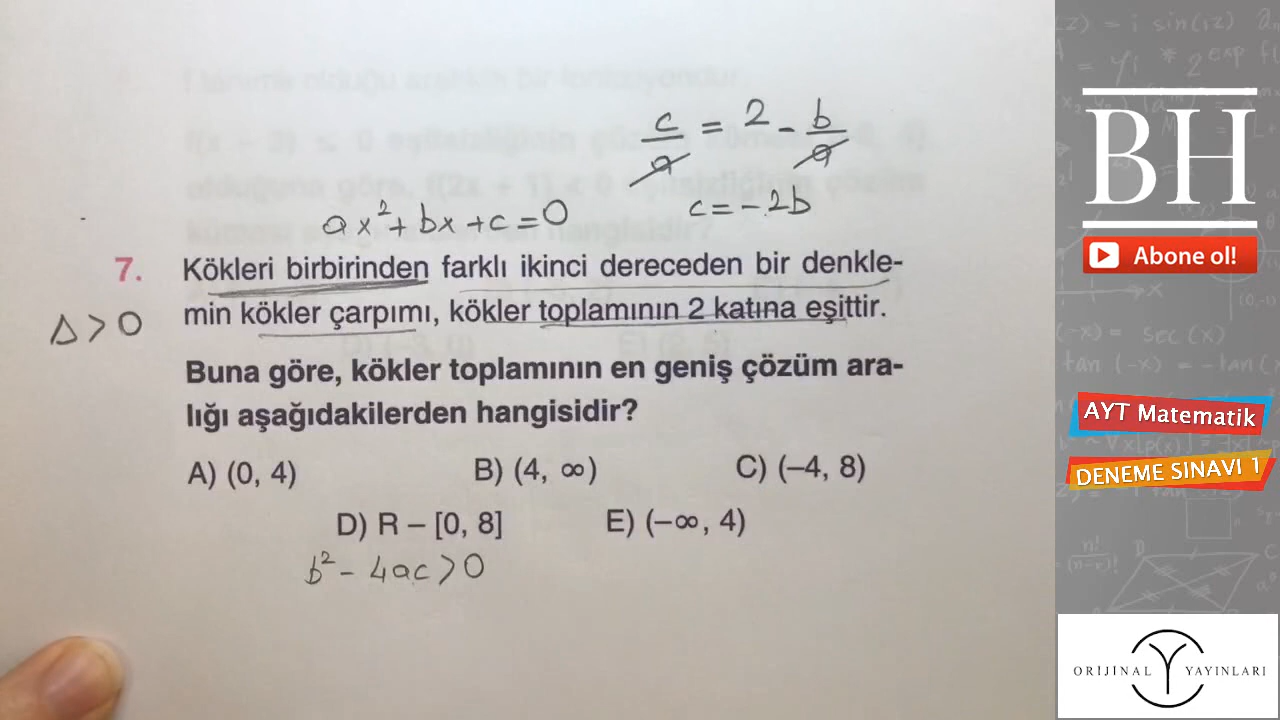 c/a = 2 - b/a
c = -2b
ax² + bx + c = 0
7. Kökleri birbirinden farklı ikinci dereceden bir denkle-
min kökler çarpımı, kökler toplamının 2 katına eşittir.
Δ > 0
Buna göre, kökler toplamının en geniş çözüm ara-
lığı aşağıdakilerden hangisidir?
A) (0, 4) B) (4, ∞) C) (–4, 8)
D) R – [0, 8] E) (–∞, 4)
b² - 4ac > 0
BH
Abone ol!
AYT Matematik
DENEME SINAVI 1
ORİJİNAL YAYINLARI